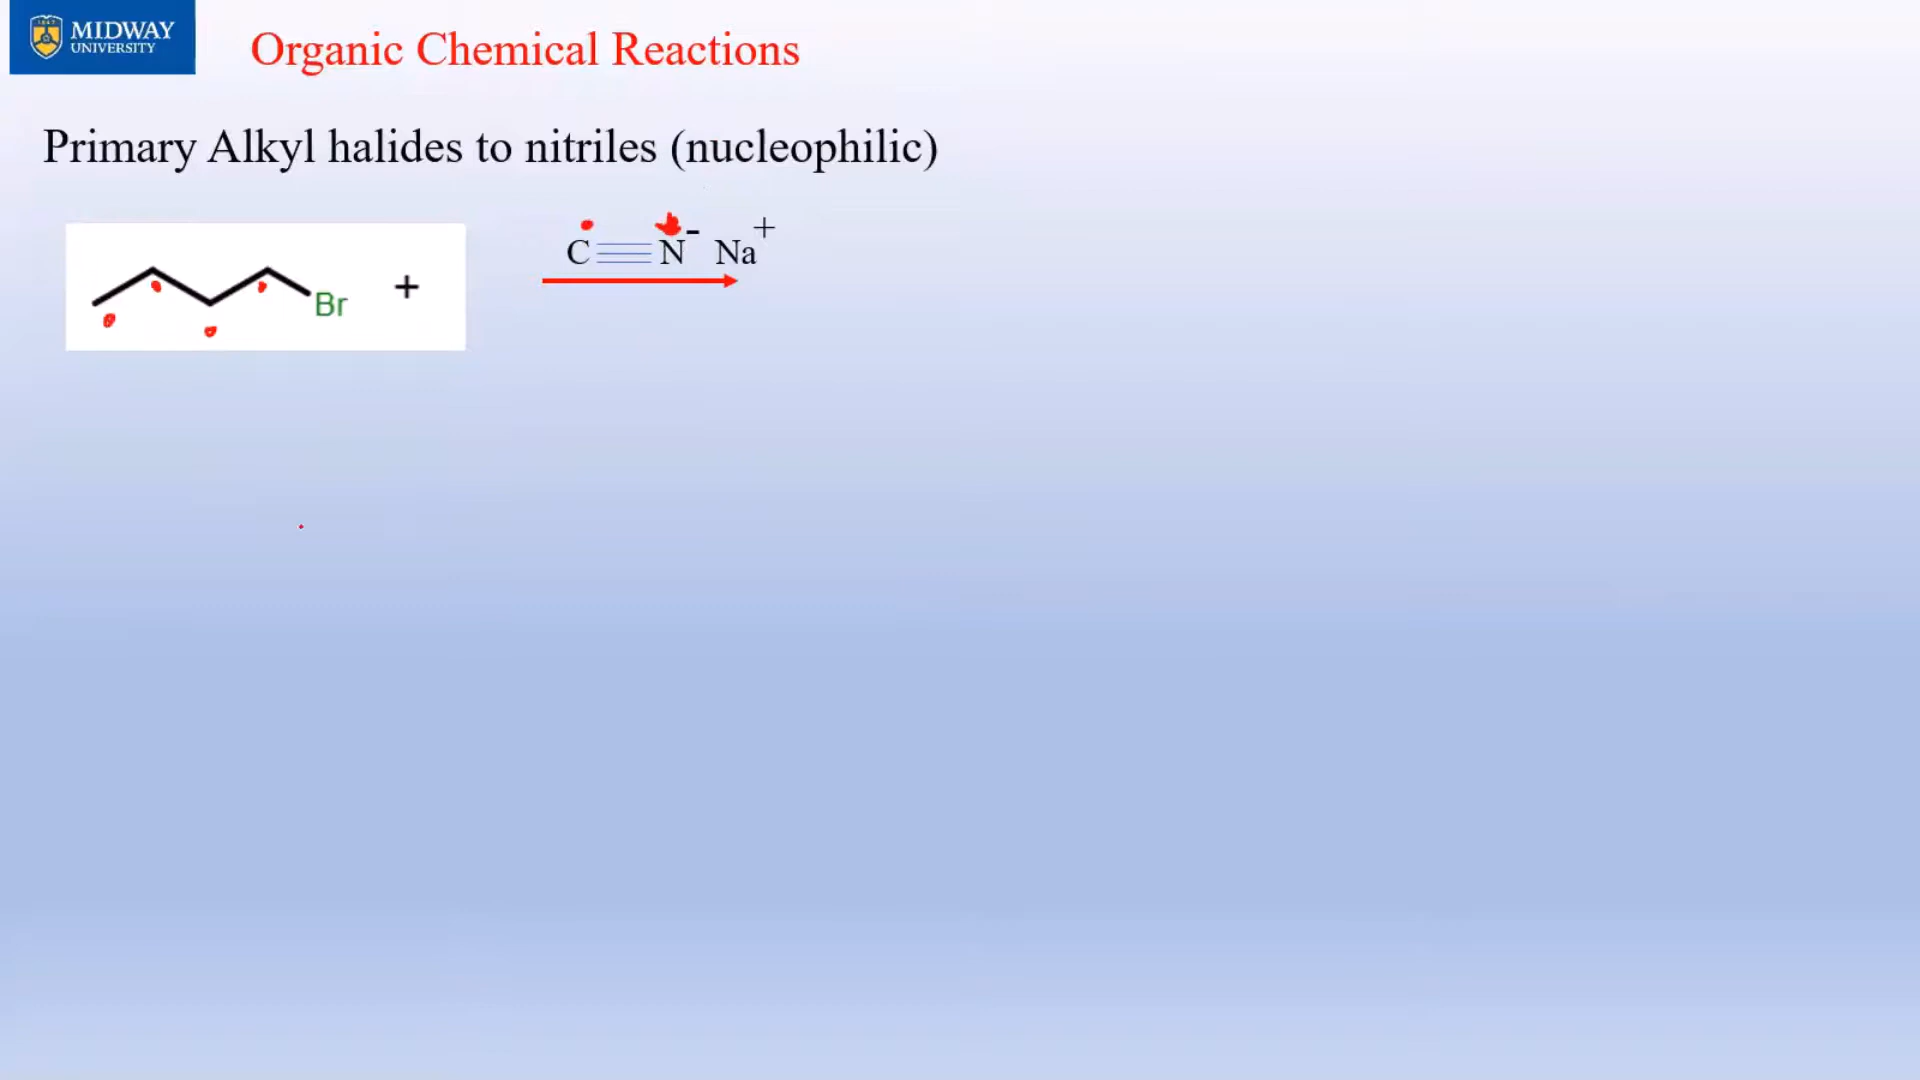 MIDWAY
UNIVERSITY
Organic Chemical Reactions
Primary Alkyl halides to nitriles (nucleophilic)
C≡N⁻ Na⁺
Br +